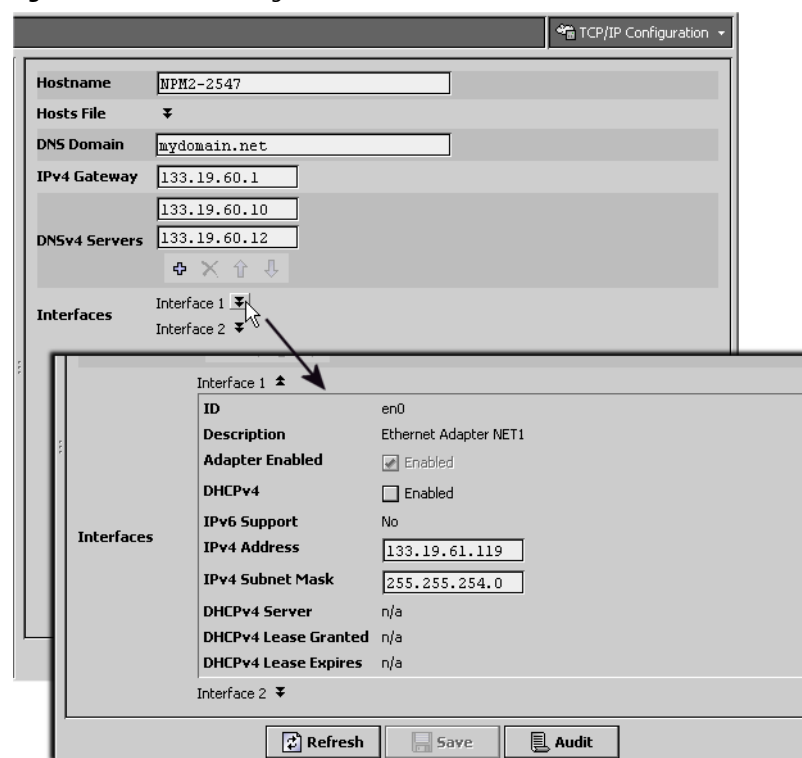 TCP/IP Configuration
Hostname NPM2-2547
Hosts File
DNS Domain mydomain.net
IPv4 Gateway 133.19.60.1
133.19.60.10
DNSv4 Servers 133.19.60.12
Interfaces
Interface 1
Interface 2
Interfaces
Interface 1
ID en0
Description Ethernet Adapter NET1
Adapter Enabled Enabled
DHCPv4 Enabled
IPv6 Support No
IPv4 Address 133.19.61.119
IPv4 Subnet Mask 255.255.254.0
DHCPv4 Server n/a
DHCPv4 Lease Granted n/a
DHCPv4 Lease Expires n/a
Interface 2
Refresh Save Audit